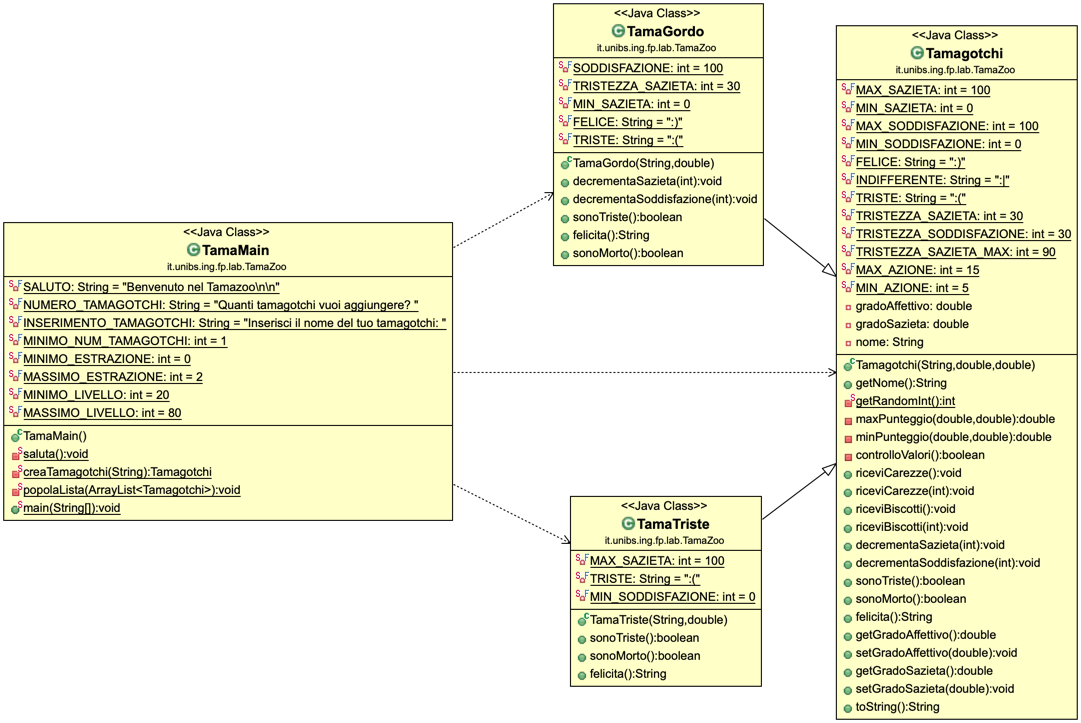 <<Java Class>>
TamaGordo
it.unibs.ing.fp.lab.TamaZoo
SODDISFAZIONE: int = 100
TRISTEZZA_SAZIETA: int = 30
MIN_SAZIETA: int = 0
FELICE: String = ":)"
TRISTE: String = ":("
TamaGordo(String,double)
decrementaSazieta(int):void
decrementaSoddisfazione(int):void
sonoTriste():boolean
felicita():String
sonoMorto():boolean
<<Java Class>>
Tamagotchi
it.unibs.ing.fp.lab.TamaZoo
MAX_SAZIETA: int = 100
MIN_SAZIETA: int = 0
MAX_SODDISFAZIONE: int = 100
MIN_SODDISFAZIONE: int = 0
FELICE: String = ":)"
INDIFFERENTE: String = ":|"
TRISTE: String = ":("
TRISTEZZA_SAZIETA: int = 30
TRISTEZZA_SODDISFAZIONE: int = 30
TRISTEZZA_SAZIETA_MAX: int = 90
MAX_AZIONE: int = 15
MIN_AZIONE: int = 5
gradoAffettivo: double
gradoSazieta: double
nome: String
Tamagotchi(String,double,double)
getNome():String
getRandomInt():int
maxPunteggio(double,double):double
minPunteggio(double,double):double
controlloValori():boolean
riceviCarezze():void
riceviCarezze(int):void
riceviBiscotti():void
riceviBiscotti(int):void
decrementaSazieta(int):void
decrementaSoddisfazione(int):void
sonoTriste():boolean
sonoMorto():boolean
felicita():String
getGradoAffettivo():double
setGradoAffettivo(double):void
getGradoSazieta():double
setGradoSazieta(double):void
toString():String
<<Java Class>>
TamaMain
it.unibs.ing.fp.lab.TamaZoo
SALUTO: String = "Benvenuto nel Tamazoo\n\n"
NUMERO_TAMAGOTCHI: String = "Quanti tamagotchi vuoi aggiungere? "
INSERIMENTO_TAMAGOTCHI: String = "Inserisci il nome del tuo tamagotchi: "
MINIMO_NUM_TAMAGOTCHI: int = 1
MINIMO_ESTRAZIONE: int = 0
MASSIMO_ESTRAZIONE: int = 2
MINIMO_LIVELLO: int = 20
MASSIMO_LIVELLO: int = 80
TamaMain()
saluta():void
creaTamagotchi(String):Tamagotchi
popolaLista(ArrayList<Tamagotchi>):void
main(String[]):void
<<Java Class>>
TamaTriste
it.unibs.ing.fp.lab.TamaZoo
MAX_SAZIETA: int = 100
TRISTE: String = ":("
MIN_SODDISFAZIONE: int = 0
TamaTriste(String,double)
sonoTriste():boolean
sonoMorto():boolean
felicita():String